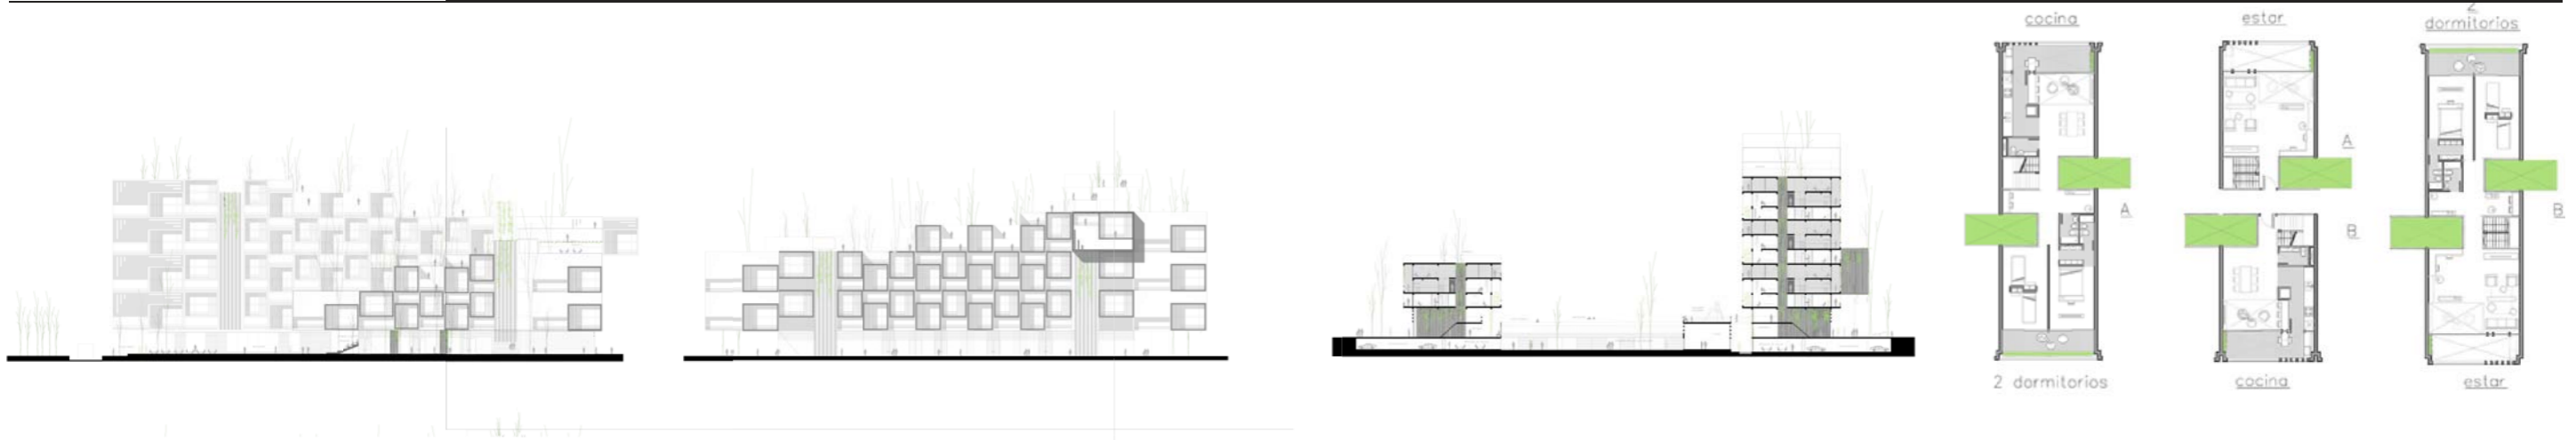 cocina
estar
2
dormitorios
A
A
B
B
2 dormitorios
cocina
estar